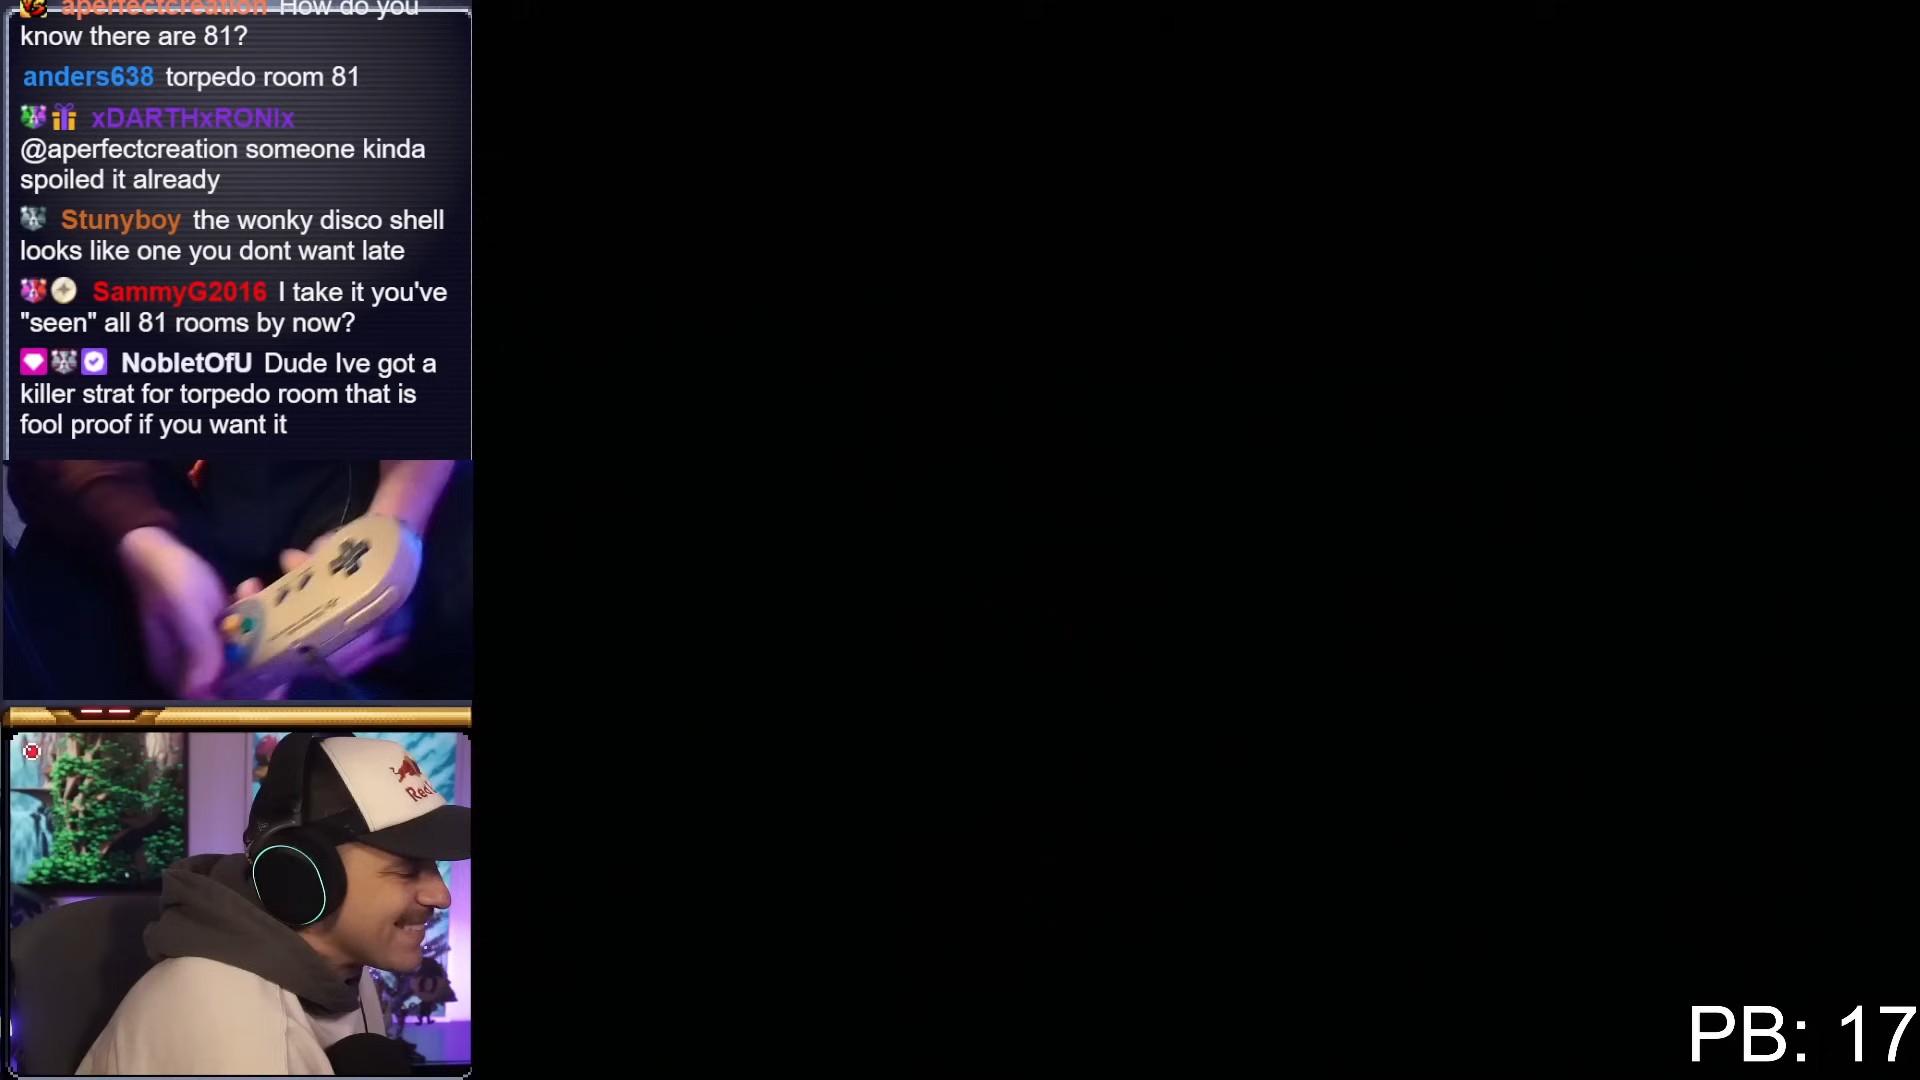 aperfectcreation How do you
know there are 81?
anders638 torpedo room 81
xDARTHxRONIx
@aperfectcreation someone kinda
spoiled it already
Stunyboy the wonky disco shell
looks like one you dont want late
SammyG2016 I take it you've
"seen" all 81 rooms by now?
NobletOfU Dude Ive got a
killer strat for torpedo room that is
fool proof if you want it
Red
PB: 17